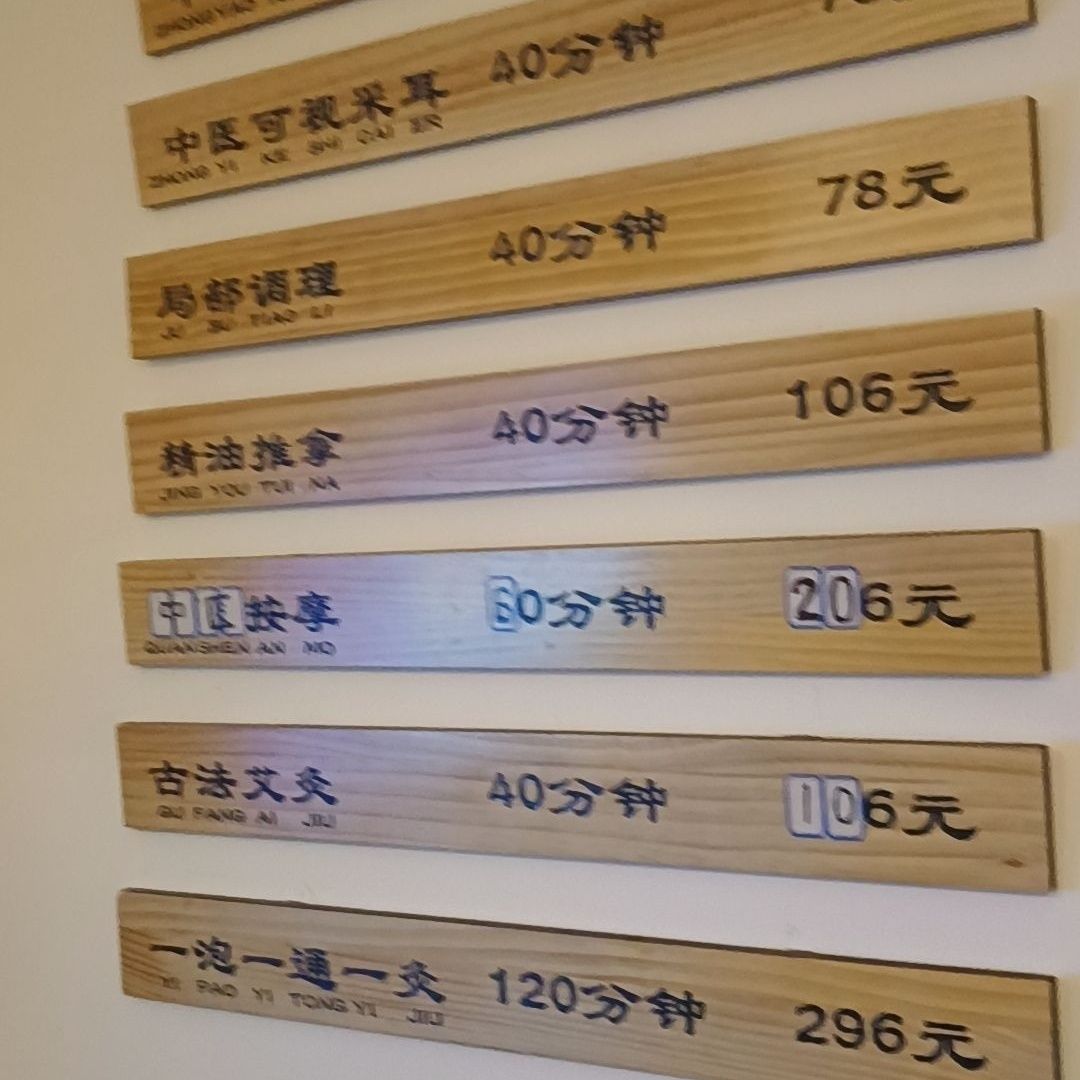 中医可视采耳 40分钟
ZHONG YI KE SHI CAI ER
局部调理 40分钟 78元
JU BU TIAO LI
精油推拿 40分钟 106元
JING YOU TUI NA
中医按摩 60分钟 206元
QUANSHEN AN MO
古法艾灸 40分钟 106元
GU FANG AI JIU
一泡一通一灸 120分钟 296元
YI PAO YI TONG YI JIU